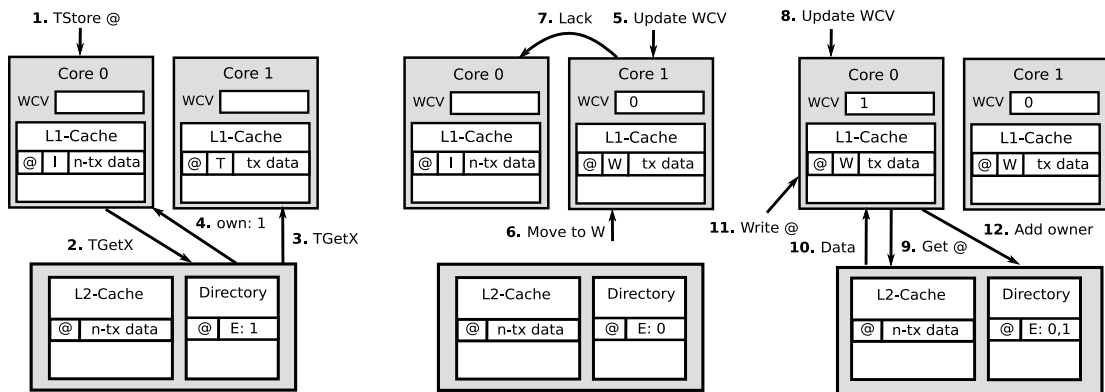 1. TStore @
Core 0
WCV
L1-Cache
@ I n-tx data
Core 1
WCV
L1-Cache
@ T tx data
2. TGetX
4. own: 1
3. TGetX
L2-Cache
@ n-tx data
Directory
@ E: 1
7. Lack
5. Update WCV
Core 0
WCV
L1-Cache
@ I n-tx data
Core 1
WCV 0
L1-Cache
@ W tx data
6. Move to W
L2-Cache
@ n-tx data
Directory
@ E: 0
8. Update WCV
Core 0
WCV 1
L1-Cache
@ W tx data
Core 1
WCV 0
L1-Cache
@ W tx data
11. Write @
10. Data
9. Get @
12. Add owner
L2-Cache
@ n-tx data
Directory
@ E: 0,1